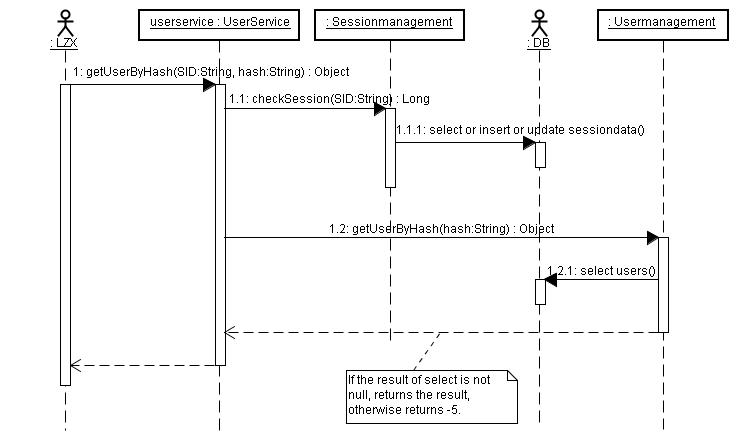 userservice : UserService
: Sessionmanagement
: Usermanagement
: LZX
: DB
1: getUserByHash(SID:String, hash:String) : Object
1.1: checkSession(SID:String) : Long
1.1.1: select or insert or update sessiondata()
1.2: getUserByHash(hash:String) : Object
1.2.1: select users()
If the result of select is not
null, returns the result,
otherwise returns -5.